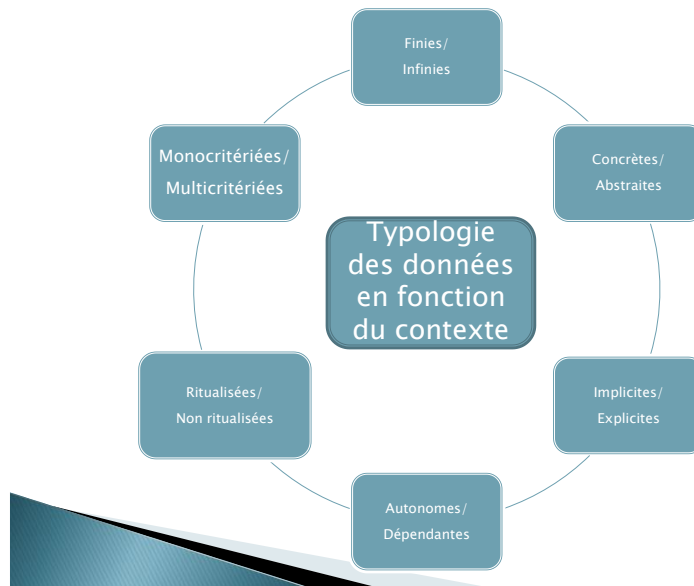 Finies/
Infinies
Concrètes/
Abstraites
Implicites/
Explicites
Autonomes/
Dépendantes
Ritualisées/
Non ritualisées
Monocritériées/
Multicritériées
Typologie
des données
en fonction
du contexte